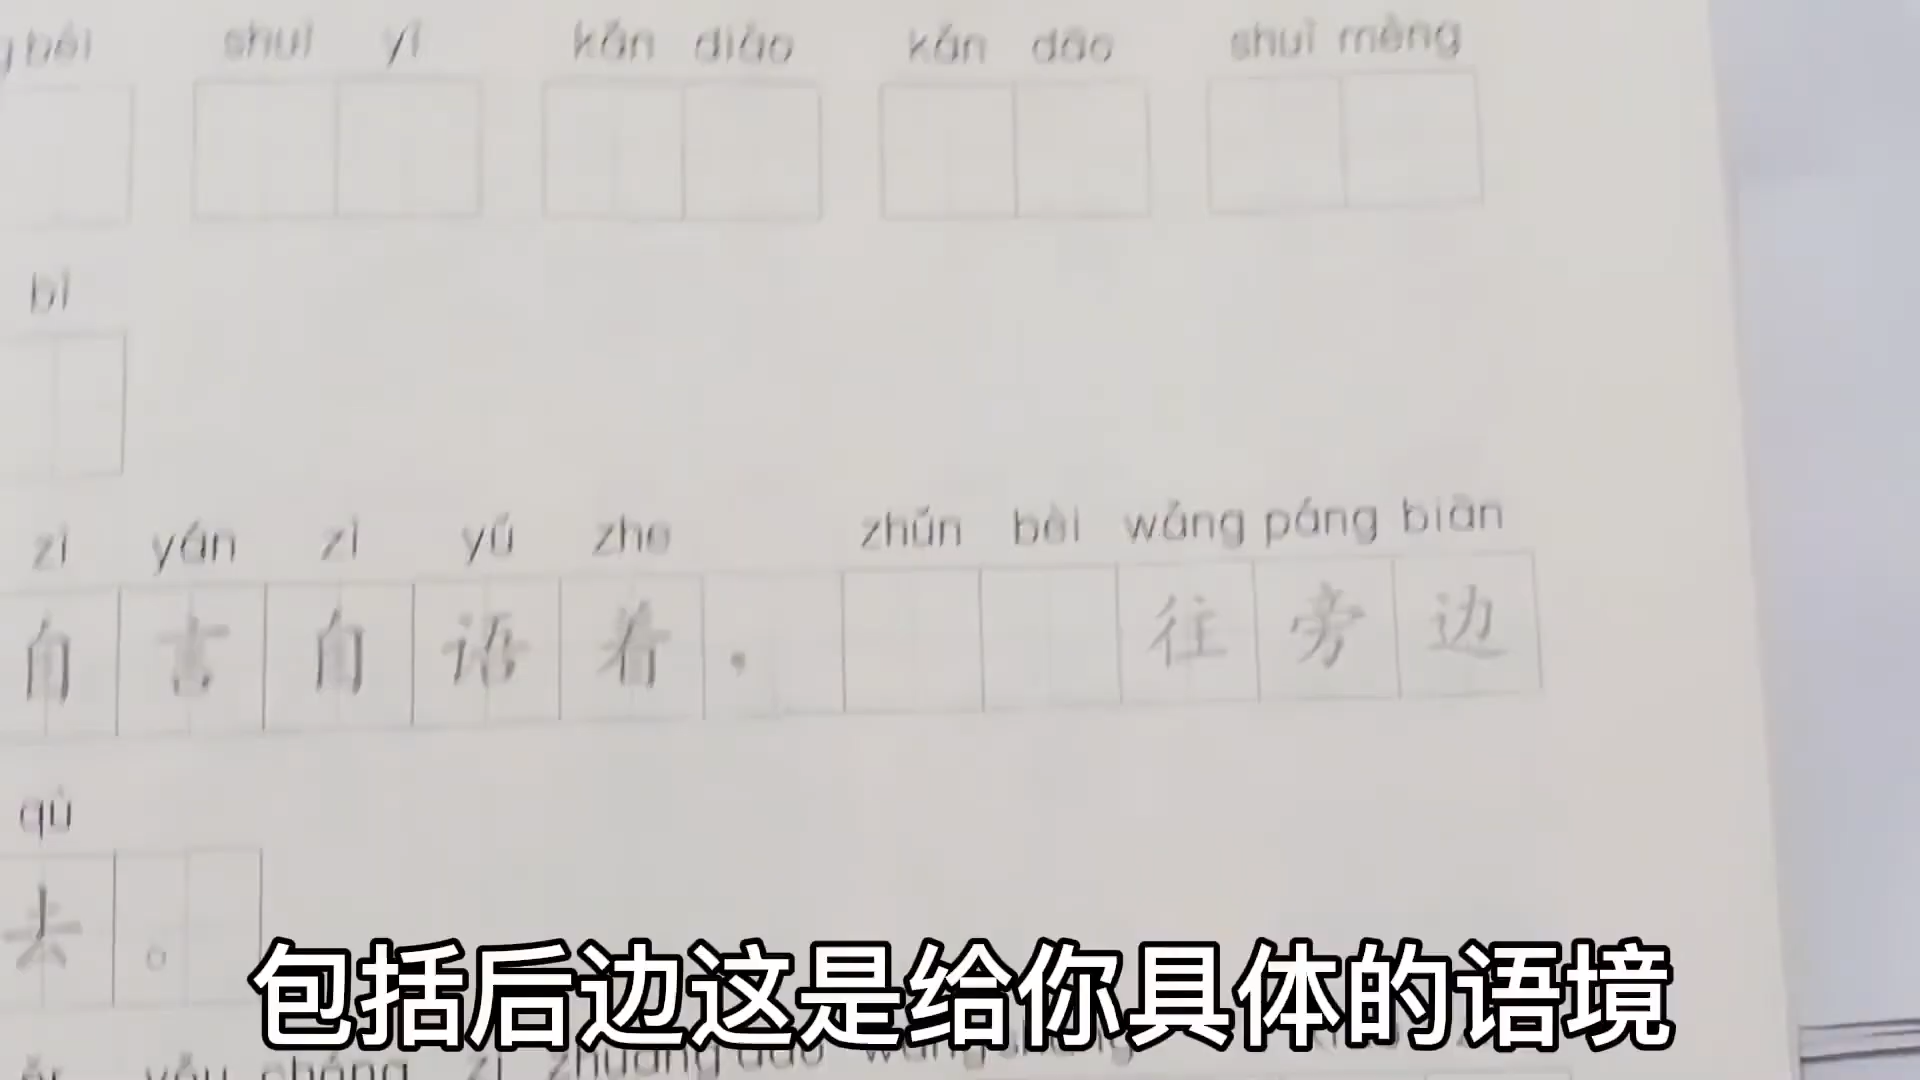 bèi shuì yī kǎn diào kǎn dāo shuì mèng
bǐ
zì yán zì yǔ zhe zhǔn bèi wǎng páng biān
自言自语着，往旁边
qù
去。
包括后边这是给你具体的语境